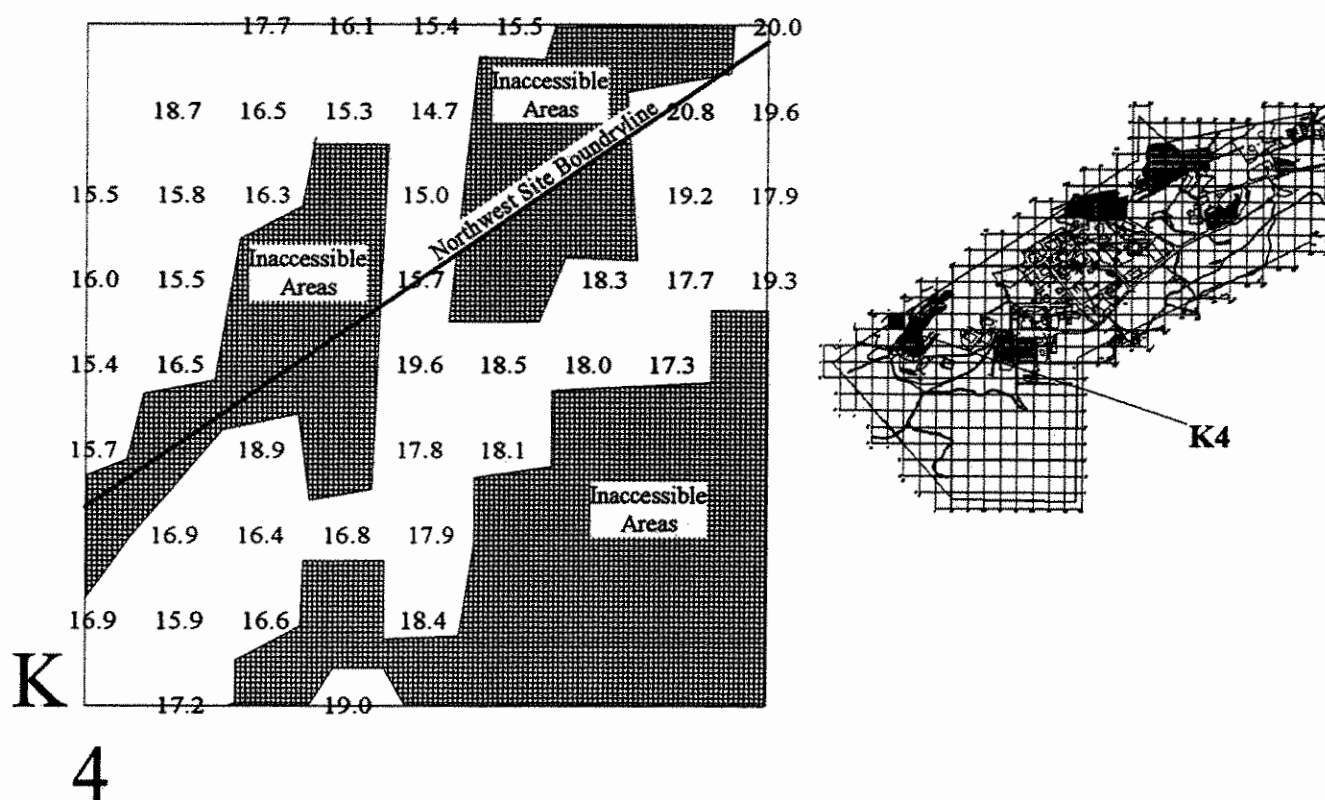 17.7 16.1 15.4 15.5 20.0
Inaccessible
Areas
18.7 16.5 15.3 14.7 20.8 19.6
Northwest Site Boundryline
15.5 15.8 16.3 15.0 19.2 17.9
Inaccessible
Areas
16.0 15.5 15.7 18.3 17.7 19.3
15.4 16.5 19.6 18.5 18.0 17.3
15.7 18.9 17.8 18.1
Inaccessible
Areas
16.9 16.4 16.8 17.9
16.9 15.9 16.6 18.4
K
17.2 19.0
4
K4